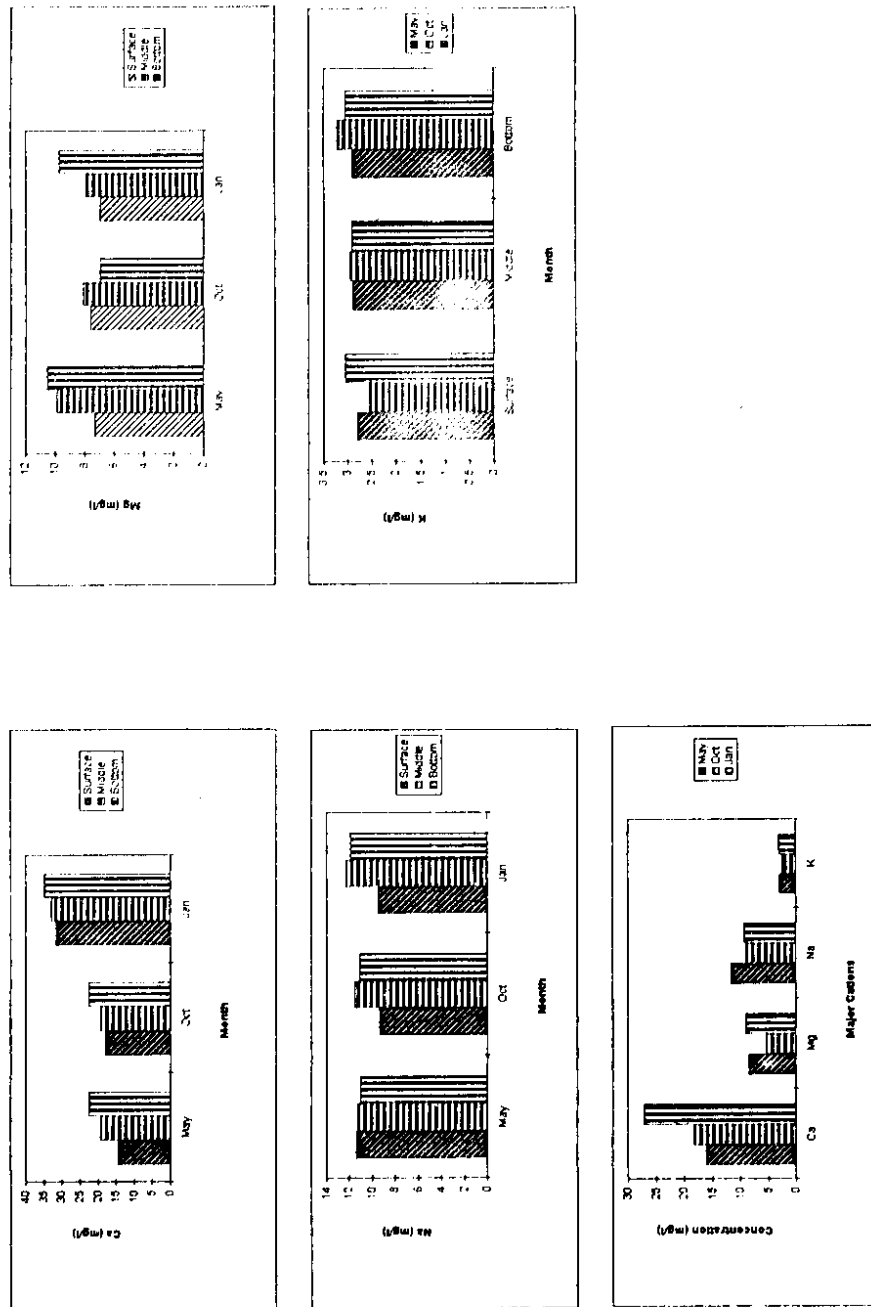 Ca (mg/l)
40
35
30
25
20
15
10
5
0
May
Oct
Jan
Month
Surface
Middle
Bottom
Mg (mg/l)
12
10
8
6
4
2
0
May
Oct
Jan
Surface
Middle
Bottom
Na (mg/l)
14
12
10
8
6
4
2
0
May
Oct
Jan
Month
Surface
Middle
Bottom
K (mg/l)
3.5
3
2.5
2
1.5
1
0.5
0
Surface
Middle
Bottom
Month
May
Oct
Jan
Concentration (mg/l)
30
25
20
15
10
5
0
Ca
Mg
Na
K
Major Cations
May
Oct
Jan